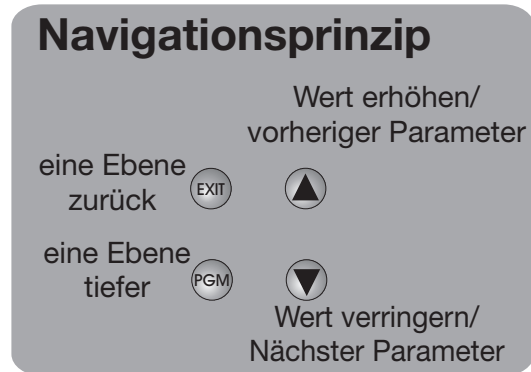 Navigationsprinzip
Wert erhöhen/
vorheriger Parameter
eine Ebene
zurück
EXIT
eine Ebene
tiefer
PGM
Wert verringern/
Nächster Parameter